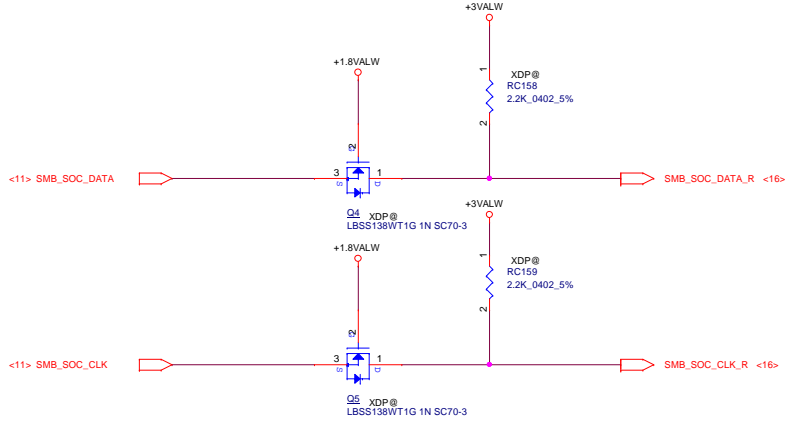 +3VALW
+1.8VALW
1
XDP@
RC158
2.2K_0402_5%
2
2
G
<11> SMB_SOC_DATA
3
1
S
D
SMB_SOC_DATA_R <16>
Q4 XDP@
LBSS138WT1G 1N SC70-3
+3VALW
+1.8VALW
1
XDP@
RC159
2.2K_0402_5%
2
2
G
<11> SMB_SOC_CLK
3
1
S
D
SMB_SOC_CLK_R <16>
Q5 XDP@
LBSS138WT1G 1N SC70-3